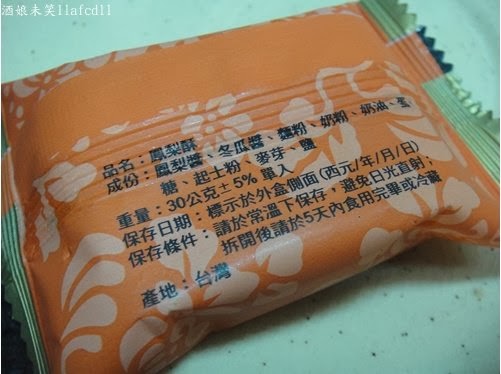 酒娘未笑llafcdll
品名：鳳梨酥
成份：鳳梨醬、冬瓜醬、麵粉、奶粉、奶油、蛋
糖、起士粉、麥芽、鹽
重量：30公克±5% 單入
保存日期：標示於外盒側面(西元/年/月/日)
保存條件：請於常溫下保存，避免日光直射；
拆開後請於5天內食用完畢或冷藏
產地：台灣